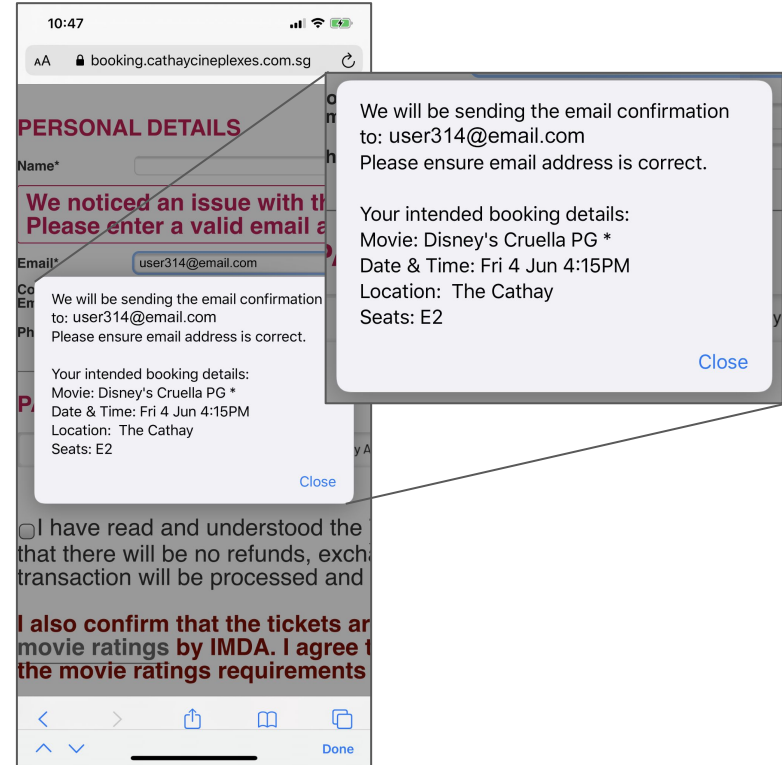 10:47
AA booking.cathaycineplexes.com.sg
PERSONAL DETAILS
Name*
We noticed an issue with th
Please enter a valid email a
Email* user314@email.com
Co
Em
Ph
We will be sending the email confirmation
to: user314@email.com
Please ensure email address is correct.
Your intended booking details:
Movie: Disney's Cruella PG *
Date & Time: Fri 4 Jun 4:15PM
Location: The Cathay
Seats: E2
Close
I have read and understood the
that there will be no refunds, excha
transaction will be processed and
I also confirm that the tickets ar
movie ratings by IMDA. I agree t
the movie ratings requirements
Done
We will be sending the email confirmation
to: user314@email.com
Please ensure email address is correct.
Your intended booking details:
Movie: Disney's Cruella PG *
Date & Time: Fri 4 Jun 4:15PM
Location: The Cathay
Seats: E2
Close